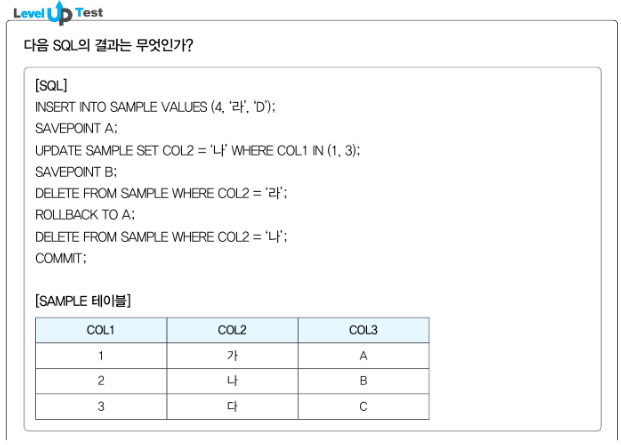 Level Up Test
다음 SQL의 결과는 무엇인가?
[SQL]
INSERT INTO SAMPLE VALUES (4, ‘라’, ‘D’);
SAVEPOINT A;
UPDATE SAMPLE SET COL2 = ‘나’ WHERE COL1 IN (1, 3);
SAVEPOINT B;
DELETE FROM SAMPLE WHERE COL2 = ‘라’;
ROLLBACK TO A;
DELETE FROM SAMPLE WHERE COL2 = ‘나’;
COMMIT;
[SAMPLE 테이블]
COL1 COL2 COL3
1 가 A
2 나 B
3 다 C